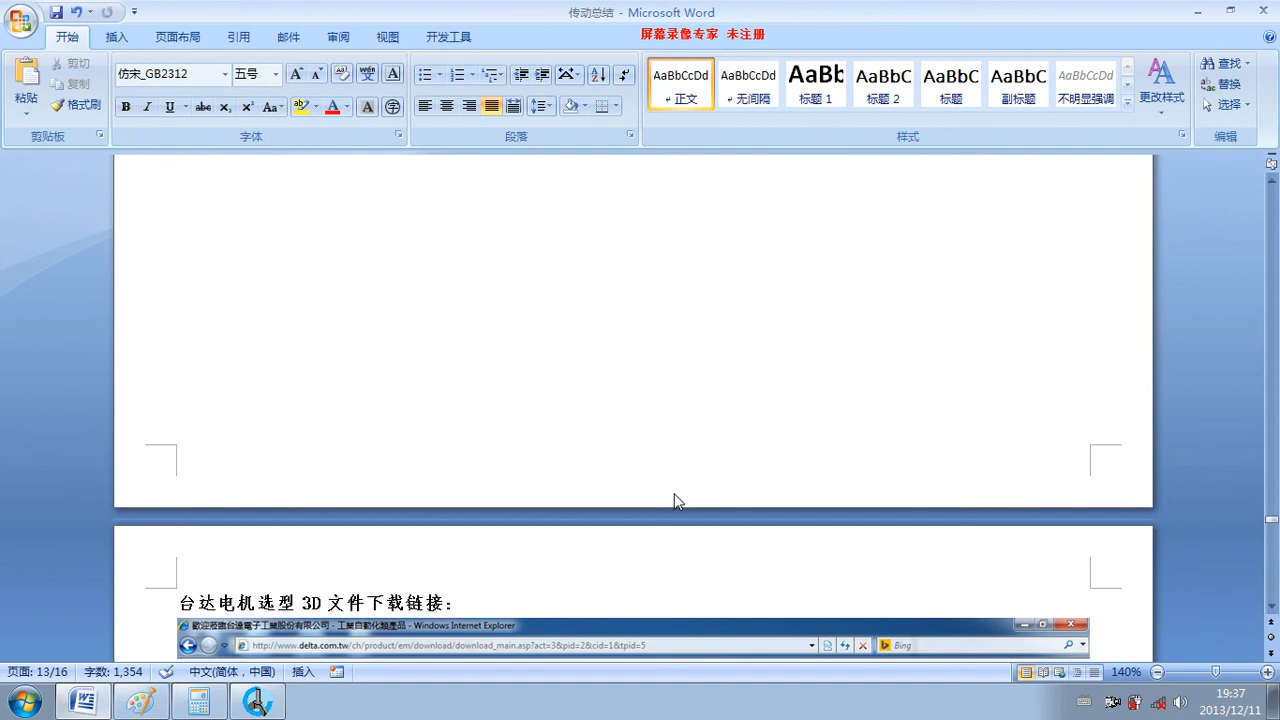 传动总结 - Microsoft Word
开始 插入 页面布局 引用 邮件 审阅 视图 开发工具
屏幕录像专家 未注册
粘贴 剪切 复制 格式刷
剪贴板
仿宋_GB2312 五号
字体
段落
AaBbCcDd AaBbCcDd AaBb AaBbC AaBbC AaBbC AaBbCcDd
正文 无间隔 标题 1 标题 2 标题 副标题 不明显强调
更改样式
样式
查找
替换
选择
编辑
台达电机选型 3D 文件下载链接：
歡迎蒞臨台達電子工業股份有限公司 - 工業自動化類產品 - Windows Internet Explorer
http://www.delta.com.tw/ch/product/em/download/download_main.asp?act=3&pid=2&cid=1&tpid=5
Bing
页面: 13/16 字数: 1,354 中文(中国) 插入 140%
19:37
2013/12/11